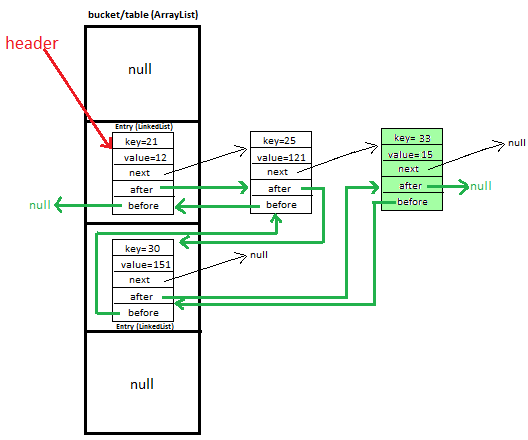 bucket/table (ArrayList)
header
null
Entry (LinkedList)
key=21
value=12
next
after
before
key=25
value=121
next
after
before
key= 33
value= 15
next
after
before
null
null
null
key=30
value=151
next
after
before
null
Entry (LinkedList)
null